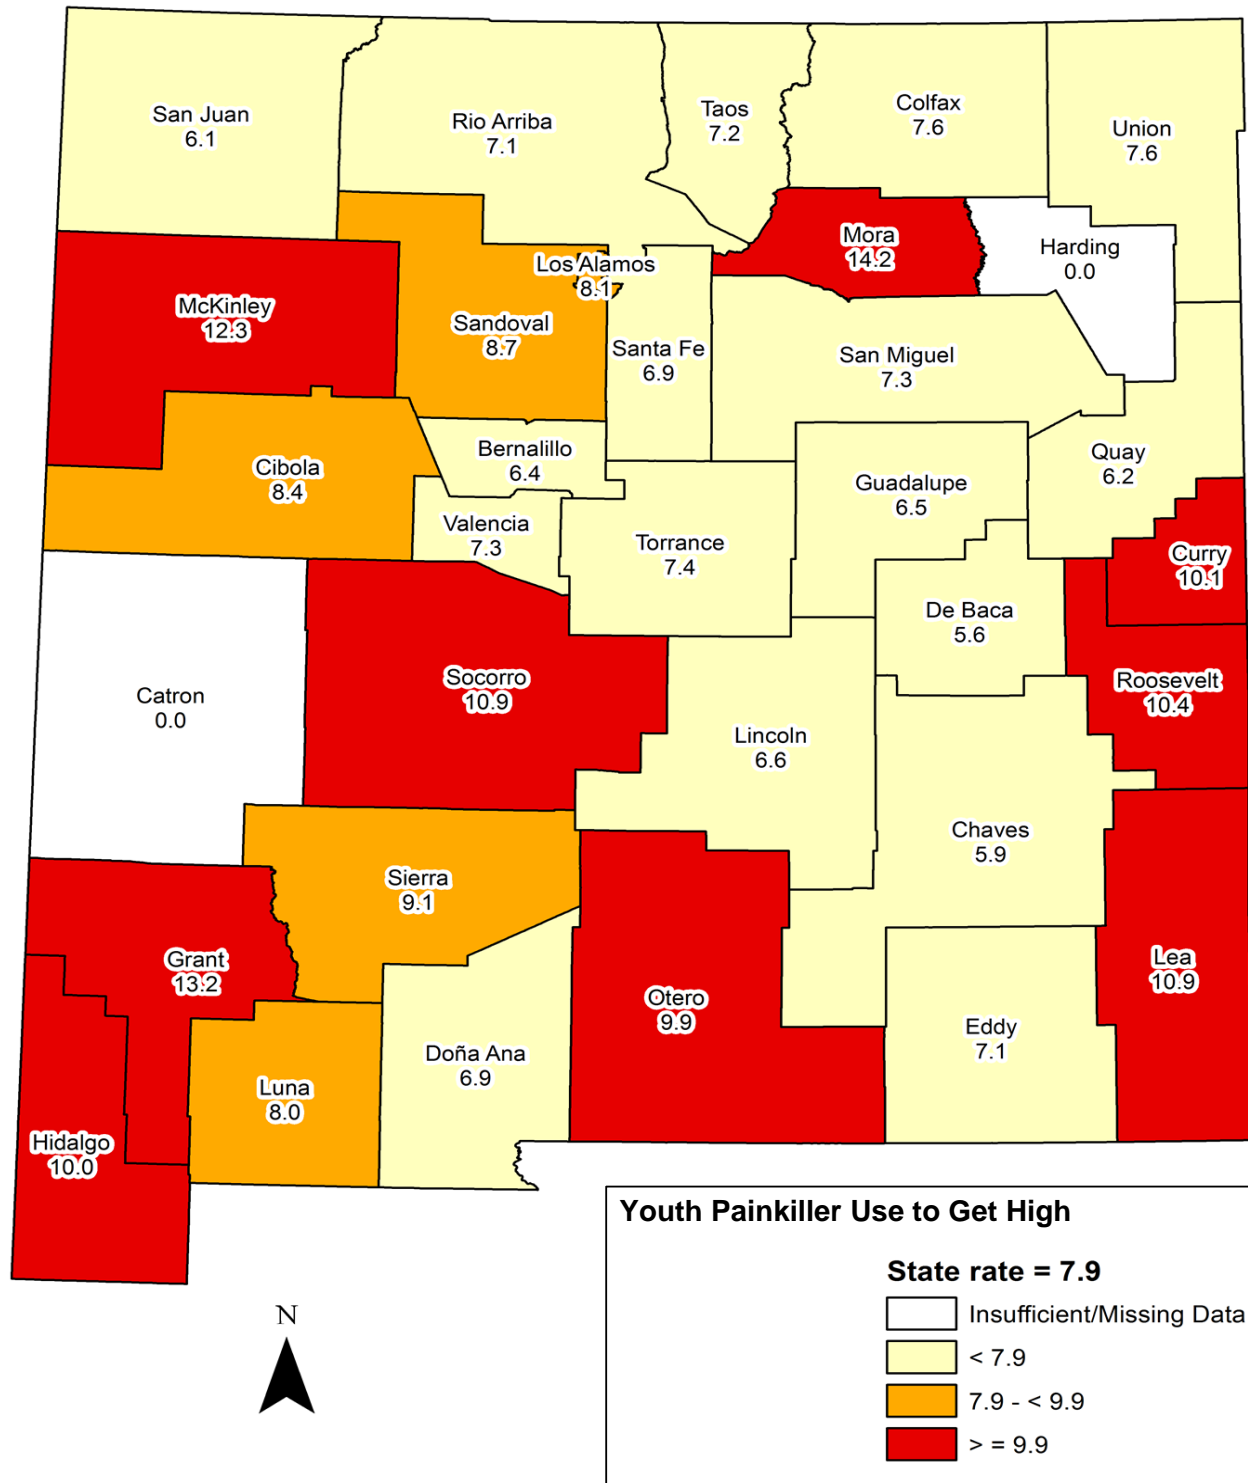 San Juan
6.1
Rio Arriba
7.1
Taos
7.2
Colfax
7.6
Union
7.6
Mora
14.2
Harding
0.0
Los Alamos
8.1
McKinley
12.3
Sandoval
8.7
Santa Fe
6.9
San Miguel
7.3
Bernalillo
6.4
Quay
6.2
Cibola
8.4
Guadalupe
6.5
Valencia
7.3
Torrance
7.4
Curry
10.1
De Baca
5.6
Socorro
10.9
Roosevelt
10.4
Catron
0.0
Lincoln
6.6
Chaves
5.9
Sierra
9.1
Grant
13.2
Lea
10.9
Otero
9.9
Eddy
7.1
Doña Ana
6.9
Luna
8.0
Hidalgo
10.0
Youth Painkiller Use to Get High
State rate = 7.9
Insufficient/Missing Data
< 7.9
7.9 - < 9.9
> = 9.9
N